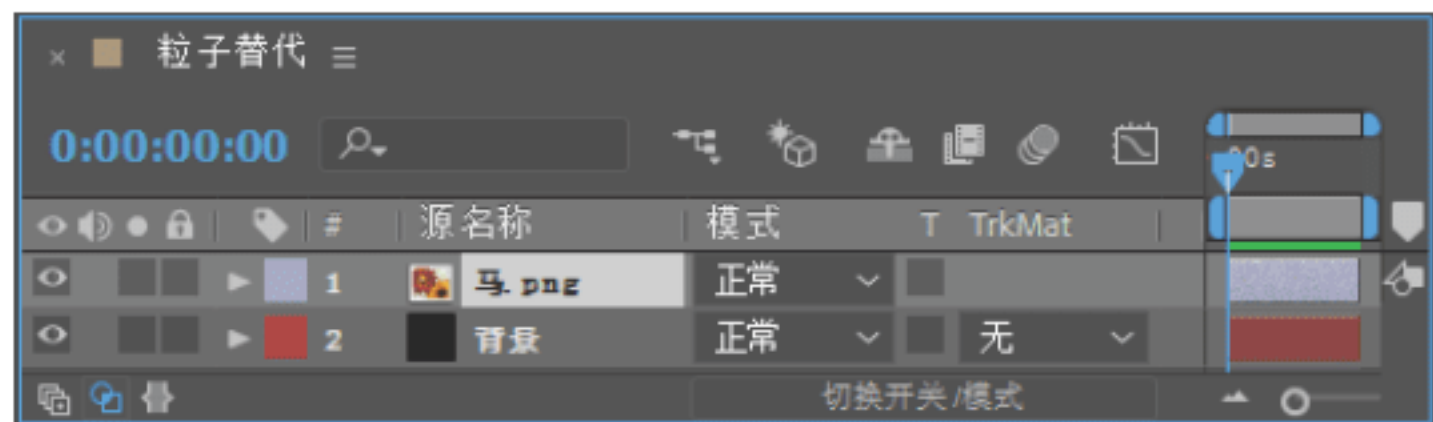 粒子替代
0:00:00:00
00s
# 源名称 模式 T TrkMat
1 马.png 正常
2 背景 正常 无
切换开关/模式